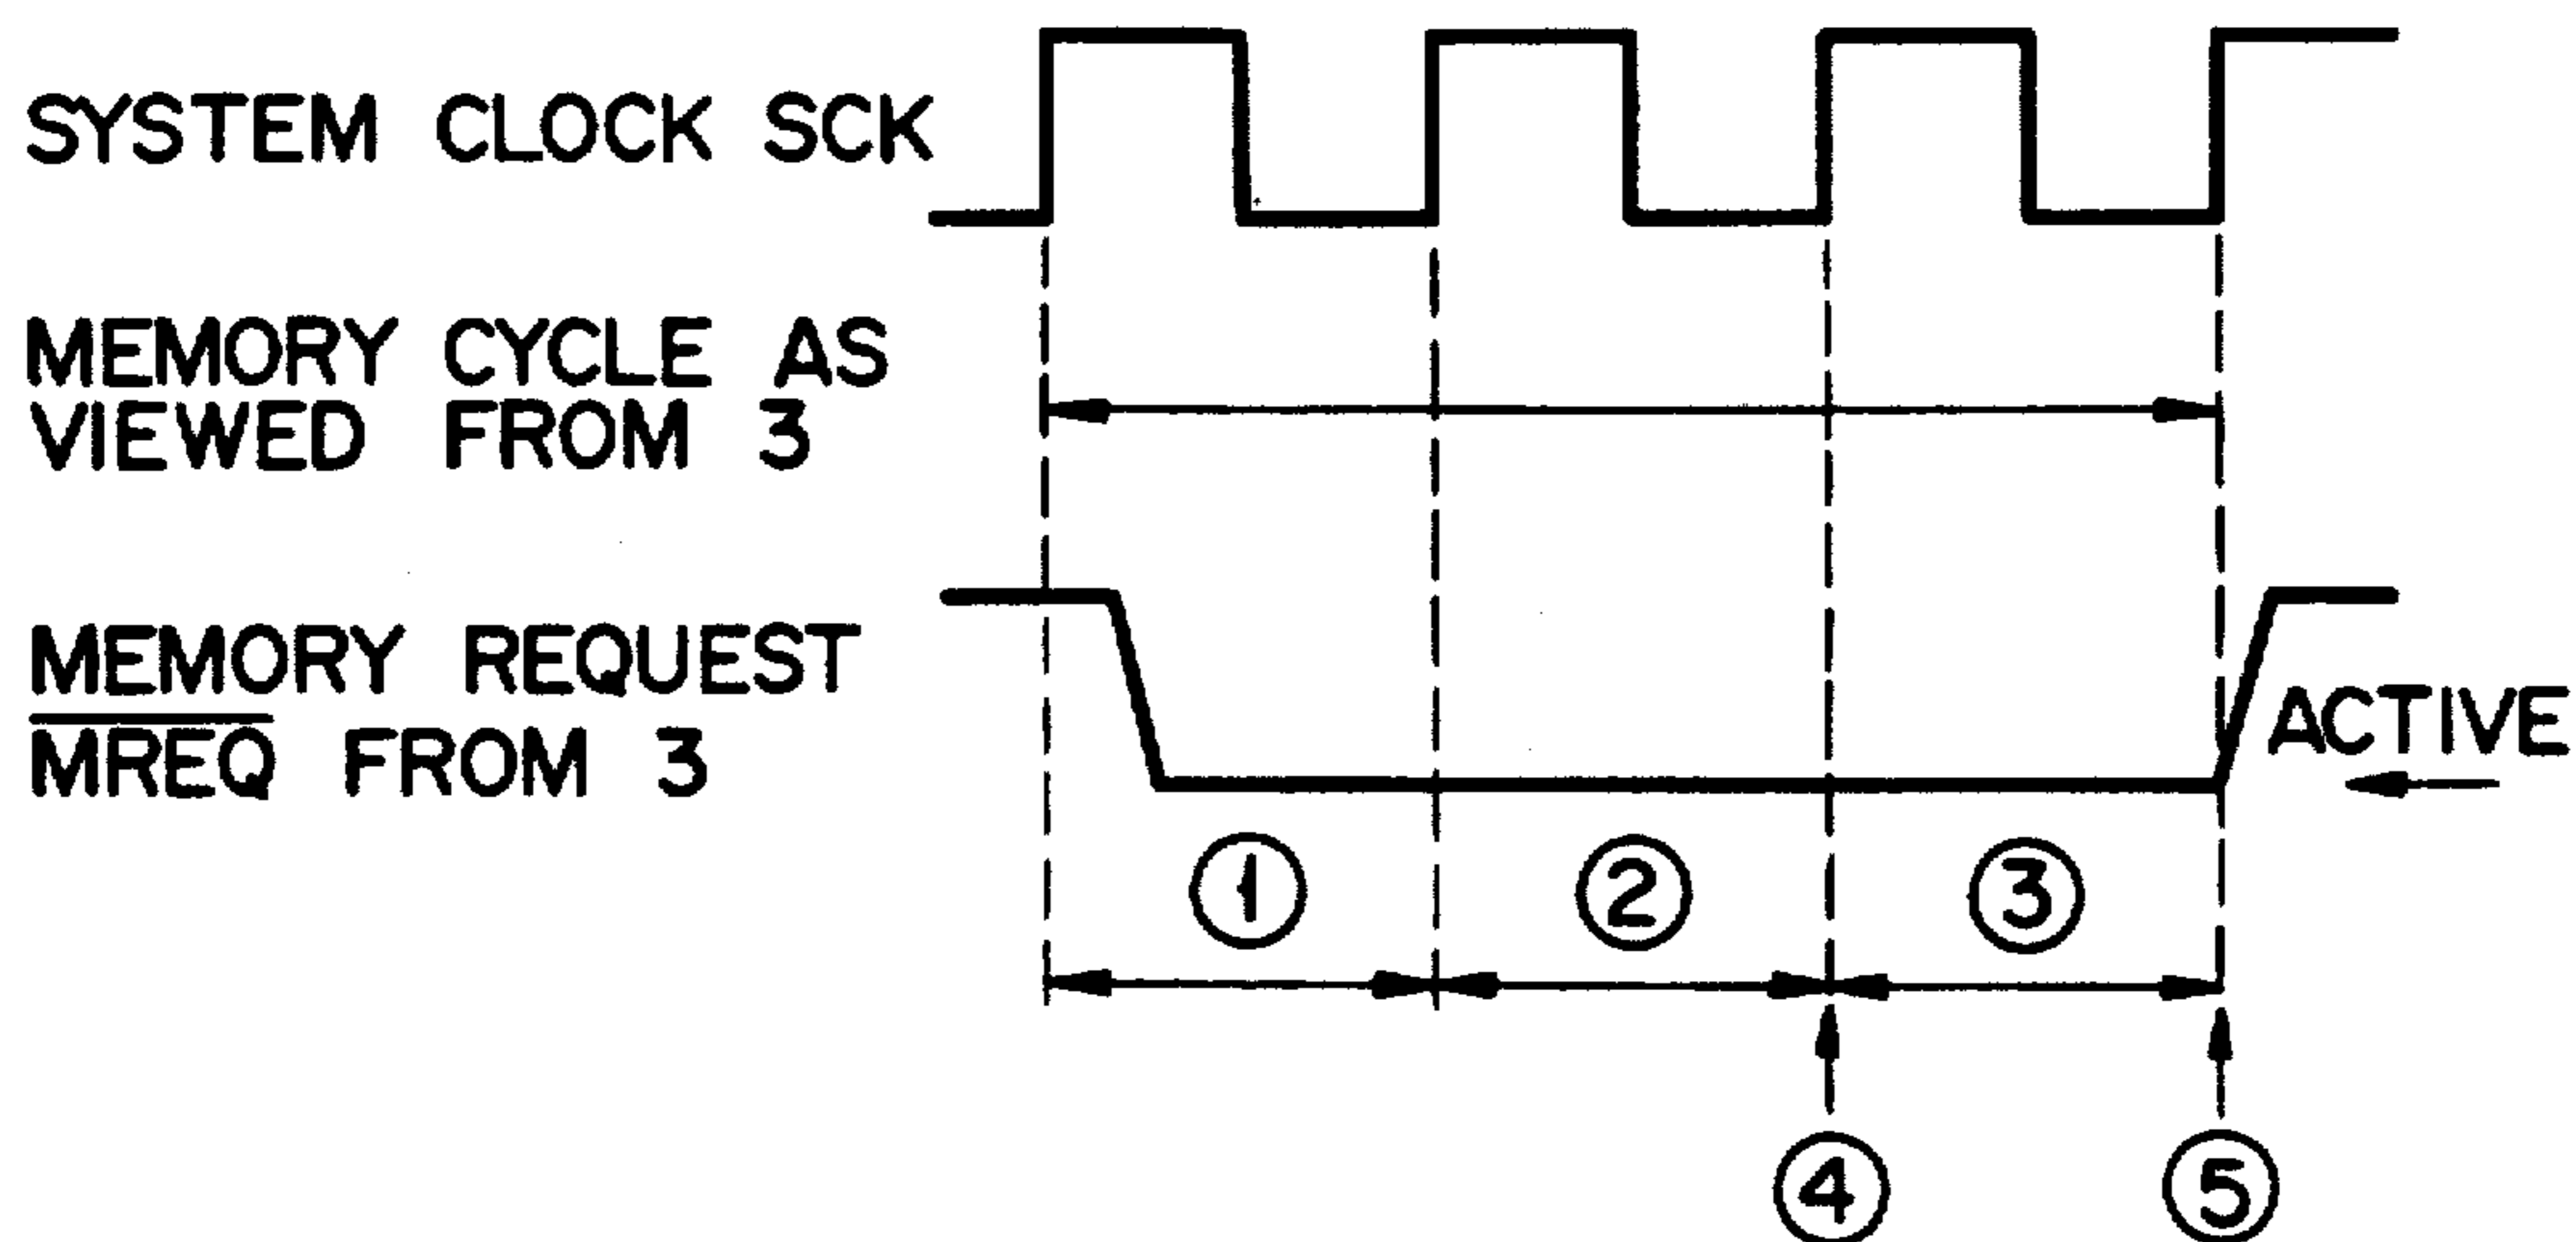 SYSTEM CLOCK SCK
MEMORY CYCLE AS
VIEWED FROM 3
MEMORY REQUEST
MREQ FROM 3
ACTIVE
1 2 3
4 5